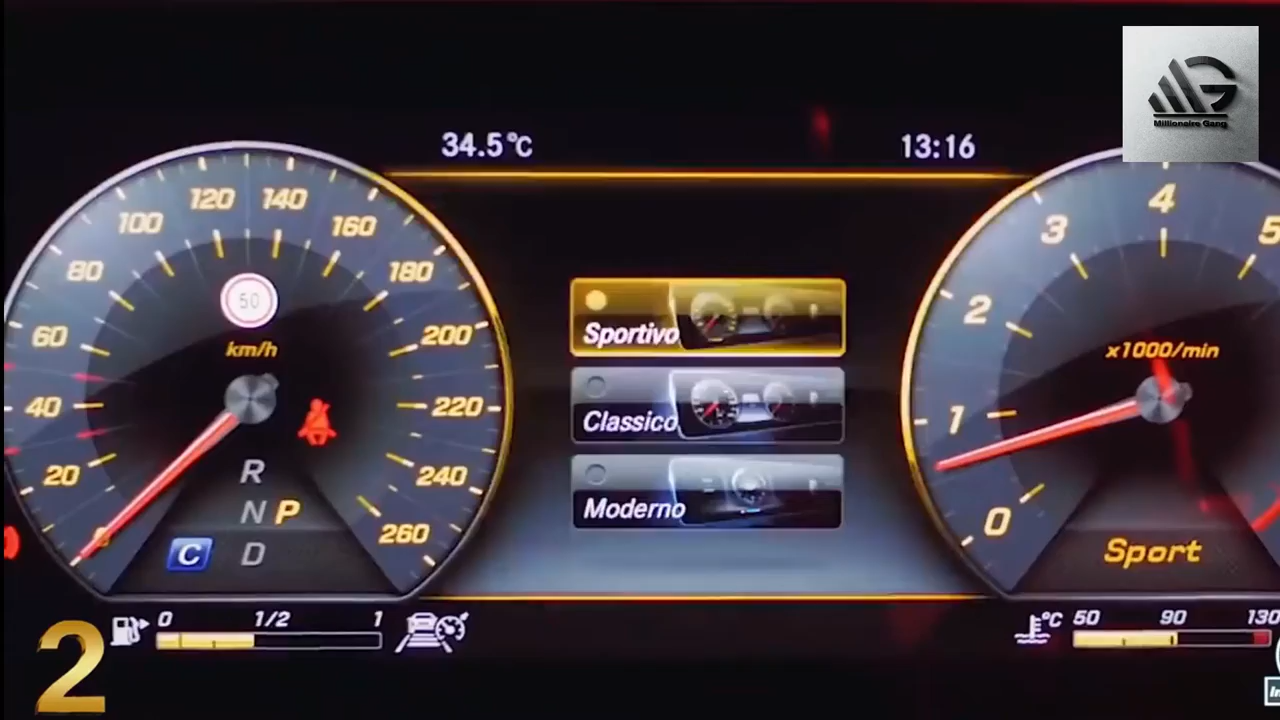 Millionaire Gang
34.5°C
13:16
0
20
40
60
80
100
120
140
160
180
200
220
240
260
50
km/h
R
N P
D
C
Sportivo
Classico
Moderno
0
1
2
3
4
5
x1000/min
Sport
0 1/2 1
°C 50 90 130
2